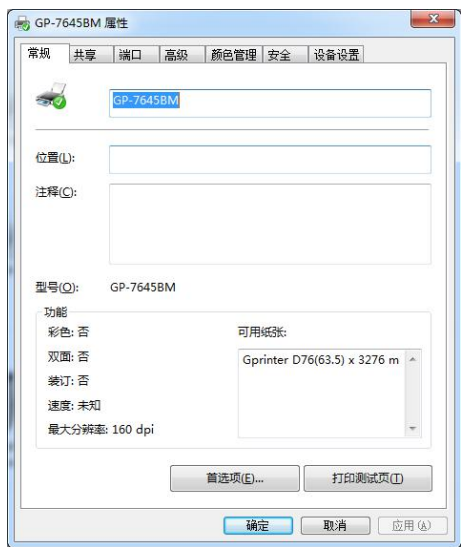 GP-7645BM 属性
常规 共享 端口 高级 颜色管理 安全 设备设置
GP-7645BM
位置(L):
注释(C):
型号(O): GP-7645BM
功能
彩色: 否
可用纸张:
双面: 否
Gprinter D76(63.5) x 3276 m
装订: 否
速度: 未知
最大分辨率: 160 dpi
首选项(E)... 打印测试页(T)
确定 取消 应用(A)